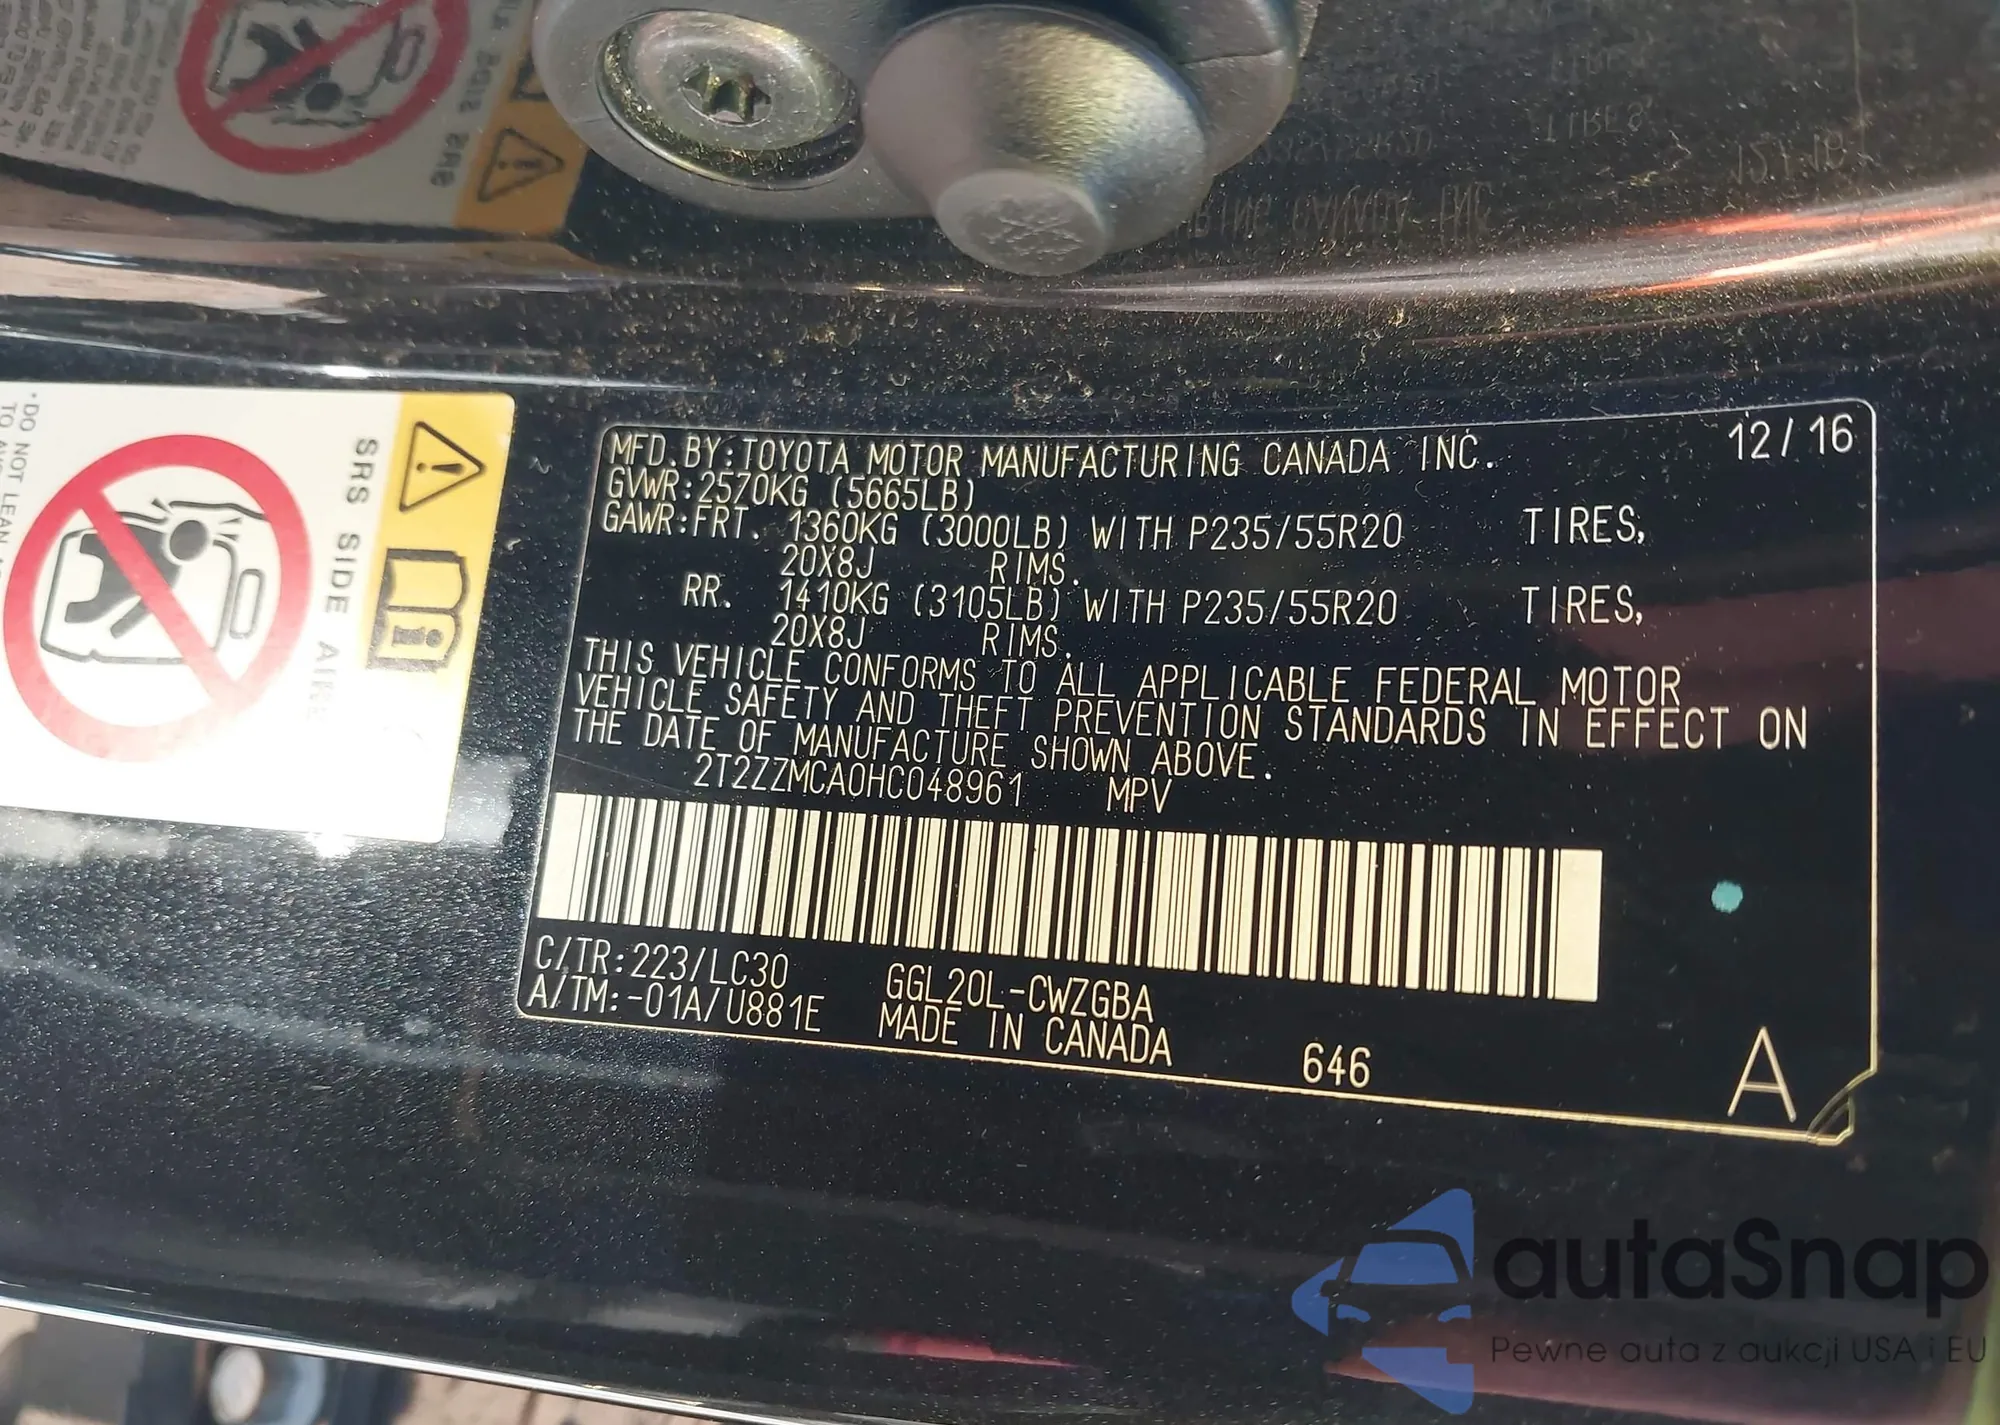 SRS SIDE AIRB
*DO NOT LEAN
MFD. BY: TOYOTA MOTOR MANUFACTURING CANADA INC. 12/16
GVWR: 2570KG (5665LB)
GAWR: FRT. 1360KG (3000LB) WITH P235/55R20 TIRES,
20X8J RIMS.
RR. 1410KG (3105LB) WITH P235/55R20 TIRES,
20X8J RIMS.
THIS VEHICLE CONFORMS TO ALL APPLICABLE FEDERAL MOTOR
VEHICLE SAFETY AND THEFT PREVENTION STANDARDS IN EFFECT ON
THE DATE OF MANUFACTURE SHOWN ABOVE.
2T2ZZMCA0HC048961 MPV
C/TR: 223/LC30 GGL20L-CWZGBA
A/TM: -01A/U881E MADE IN CANADA 646
A
autaSnap
Pewne auta z aukcji USA i EU